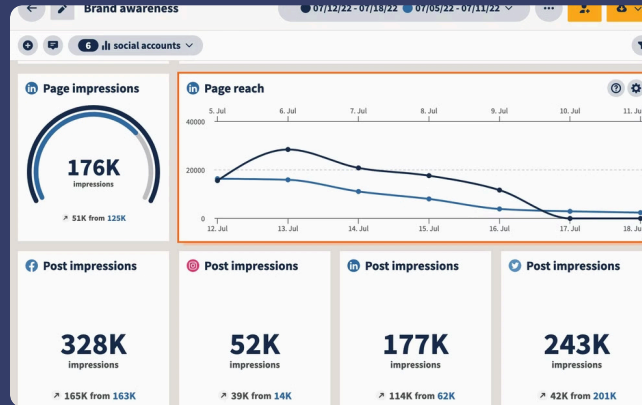 Brand awareness
07/12/22 - 07/18/22 07/05/22 - 07/11/22
6 social accounts
Page impressions
176K
impressions
↗ 51K from 125K
Page reach
5. Jul 6. Jul 7. Jul 8. Jul 9. Jul 10. Jul 11. Ju
40000
20000
0
12. Jul 13. Jul 14. Jul 15. Jul 16. Jul 17. Jul 18. Ju
Post impressions
328K
impressions
↗ 165K from 163K
Post impressions
52K
impressions
↗ 39K from 14K
Post impressions
177K
impressions
↗ 114K from 62K
Post impressions
243K
impressions
↗ 42K from 201K